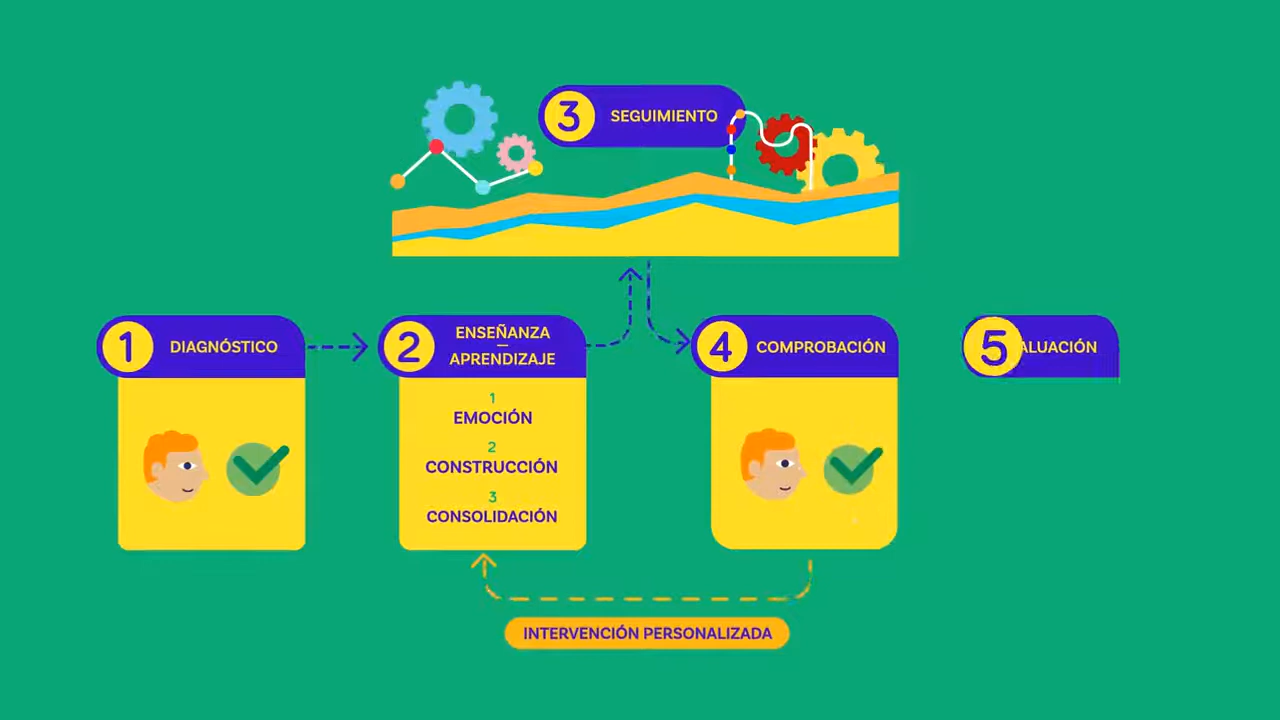 3 SEGUIMIENTO
1 DIAGNÓSTICO
2 ENSEÑANZA
—
APRENDIZAJE
1
EMOCIÓN
2
CONSTRUCCIÓN
3
CONSOLIDACIÓN
4 COMPROBACIÓN
5 ALUACIÓN
INTERVENCIÓN PERSONALIZADA